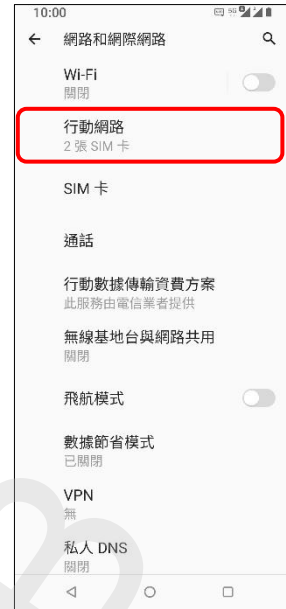 10:00
5G
網路和網際網路
Wi-Fi
關閉
行動網路
2 張 SIM 卡
SIM 卡
通話
行動數據傳輸資費方案
此服務由電信業者提供
無線基地台與網路共用
關閉
飛航模式
數據節省模式
已關閉
VPN
無
私人 DNS
關閉